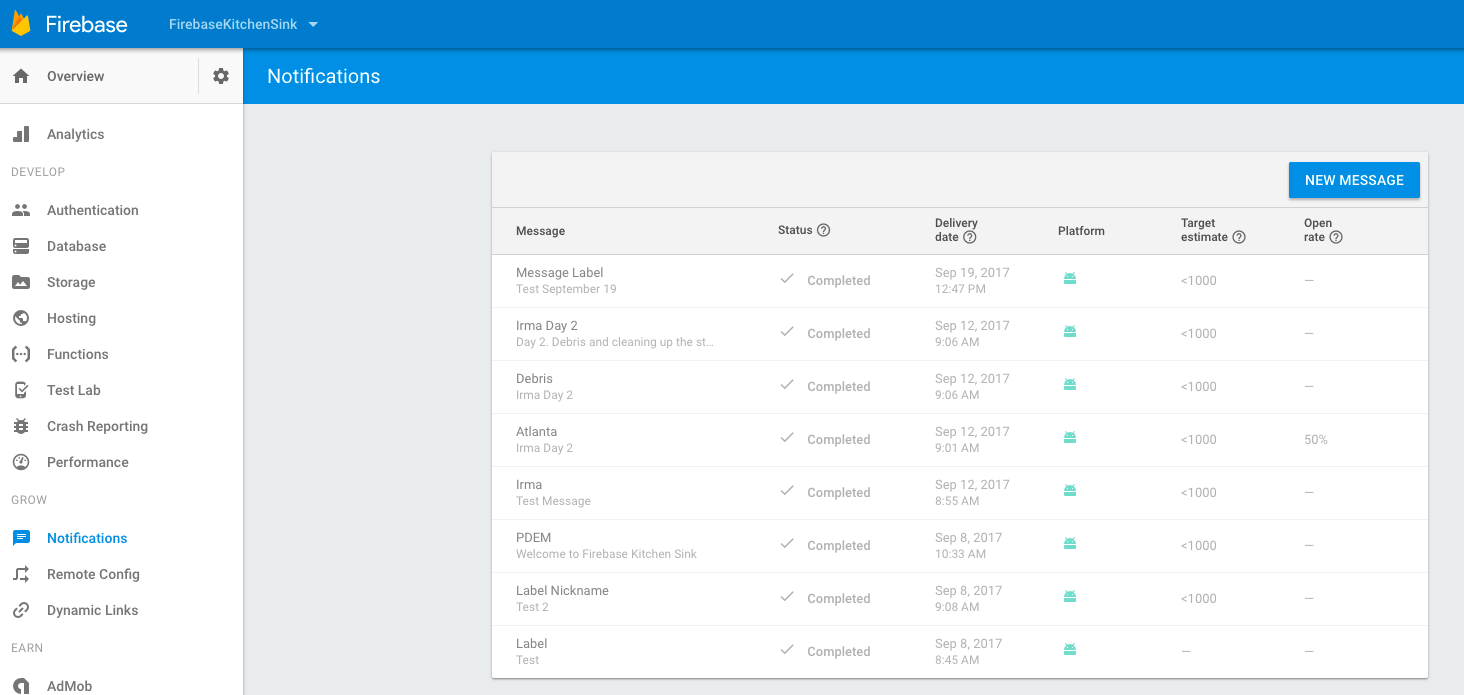 Firebase
FirebaseKitchenSink
Overview
Notifications
Analytics
DEVELOP
Authentication
Database
Storage
Hosting
Functions
Test Lab
Crash Reporting
Performance
GROW
Notifications
Remote Config
Dynamic Links
EARN
AdMob
NEW MESSAGE
Message
Status
Delivery
date
Platform
Target
estimate
Open
rate
Message Label
Test September 19
Completed
Sep 19, 2017
12:47 PM
<1000
—
Irma Day 2
Day 2. Debris and cleaning up the st...
Completed
Sep 12, 2017
9:06 AM
<1000
—
Debris
Irma Day 2
Completed
Sep 12, 2017
9:06 AM
<1000
—
Atlanta
Irma Day 2
Completed
Sep 12, 2017
9:01 AM
<1000
50%
Irma
Test Message
Completed
Sep 12, 2017
8:55 AM
<1000
—
PDEM
Welcome to Firebase Kitchen Sink
Completed
Sep 8, 2017
10:33 AM
<1000
—
Label Nickname
Test 2
Completed
Sep 8, 2017
9:08 AM
<1000
—
Label
Test
Completed
Sep 8, 2017
8:45 AM
—
—